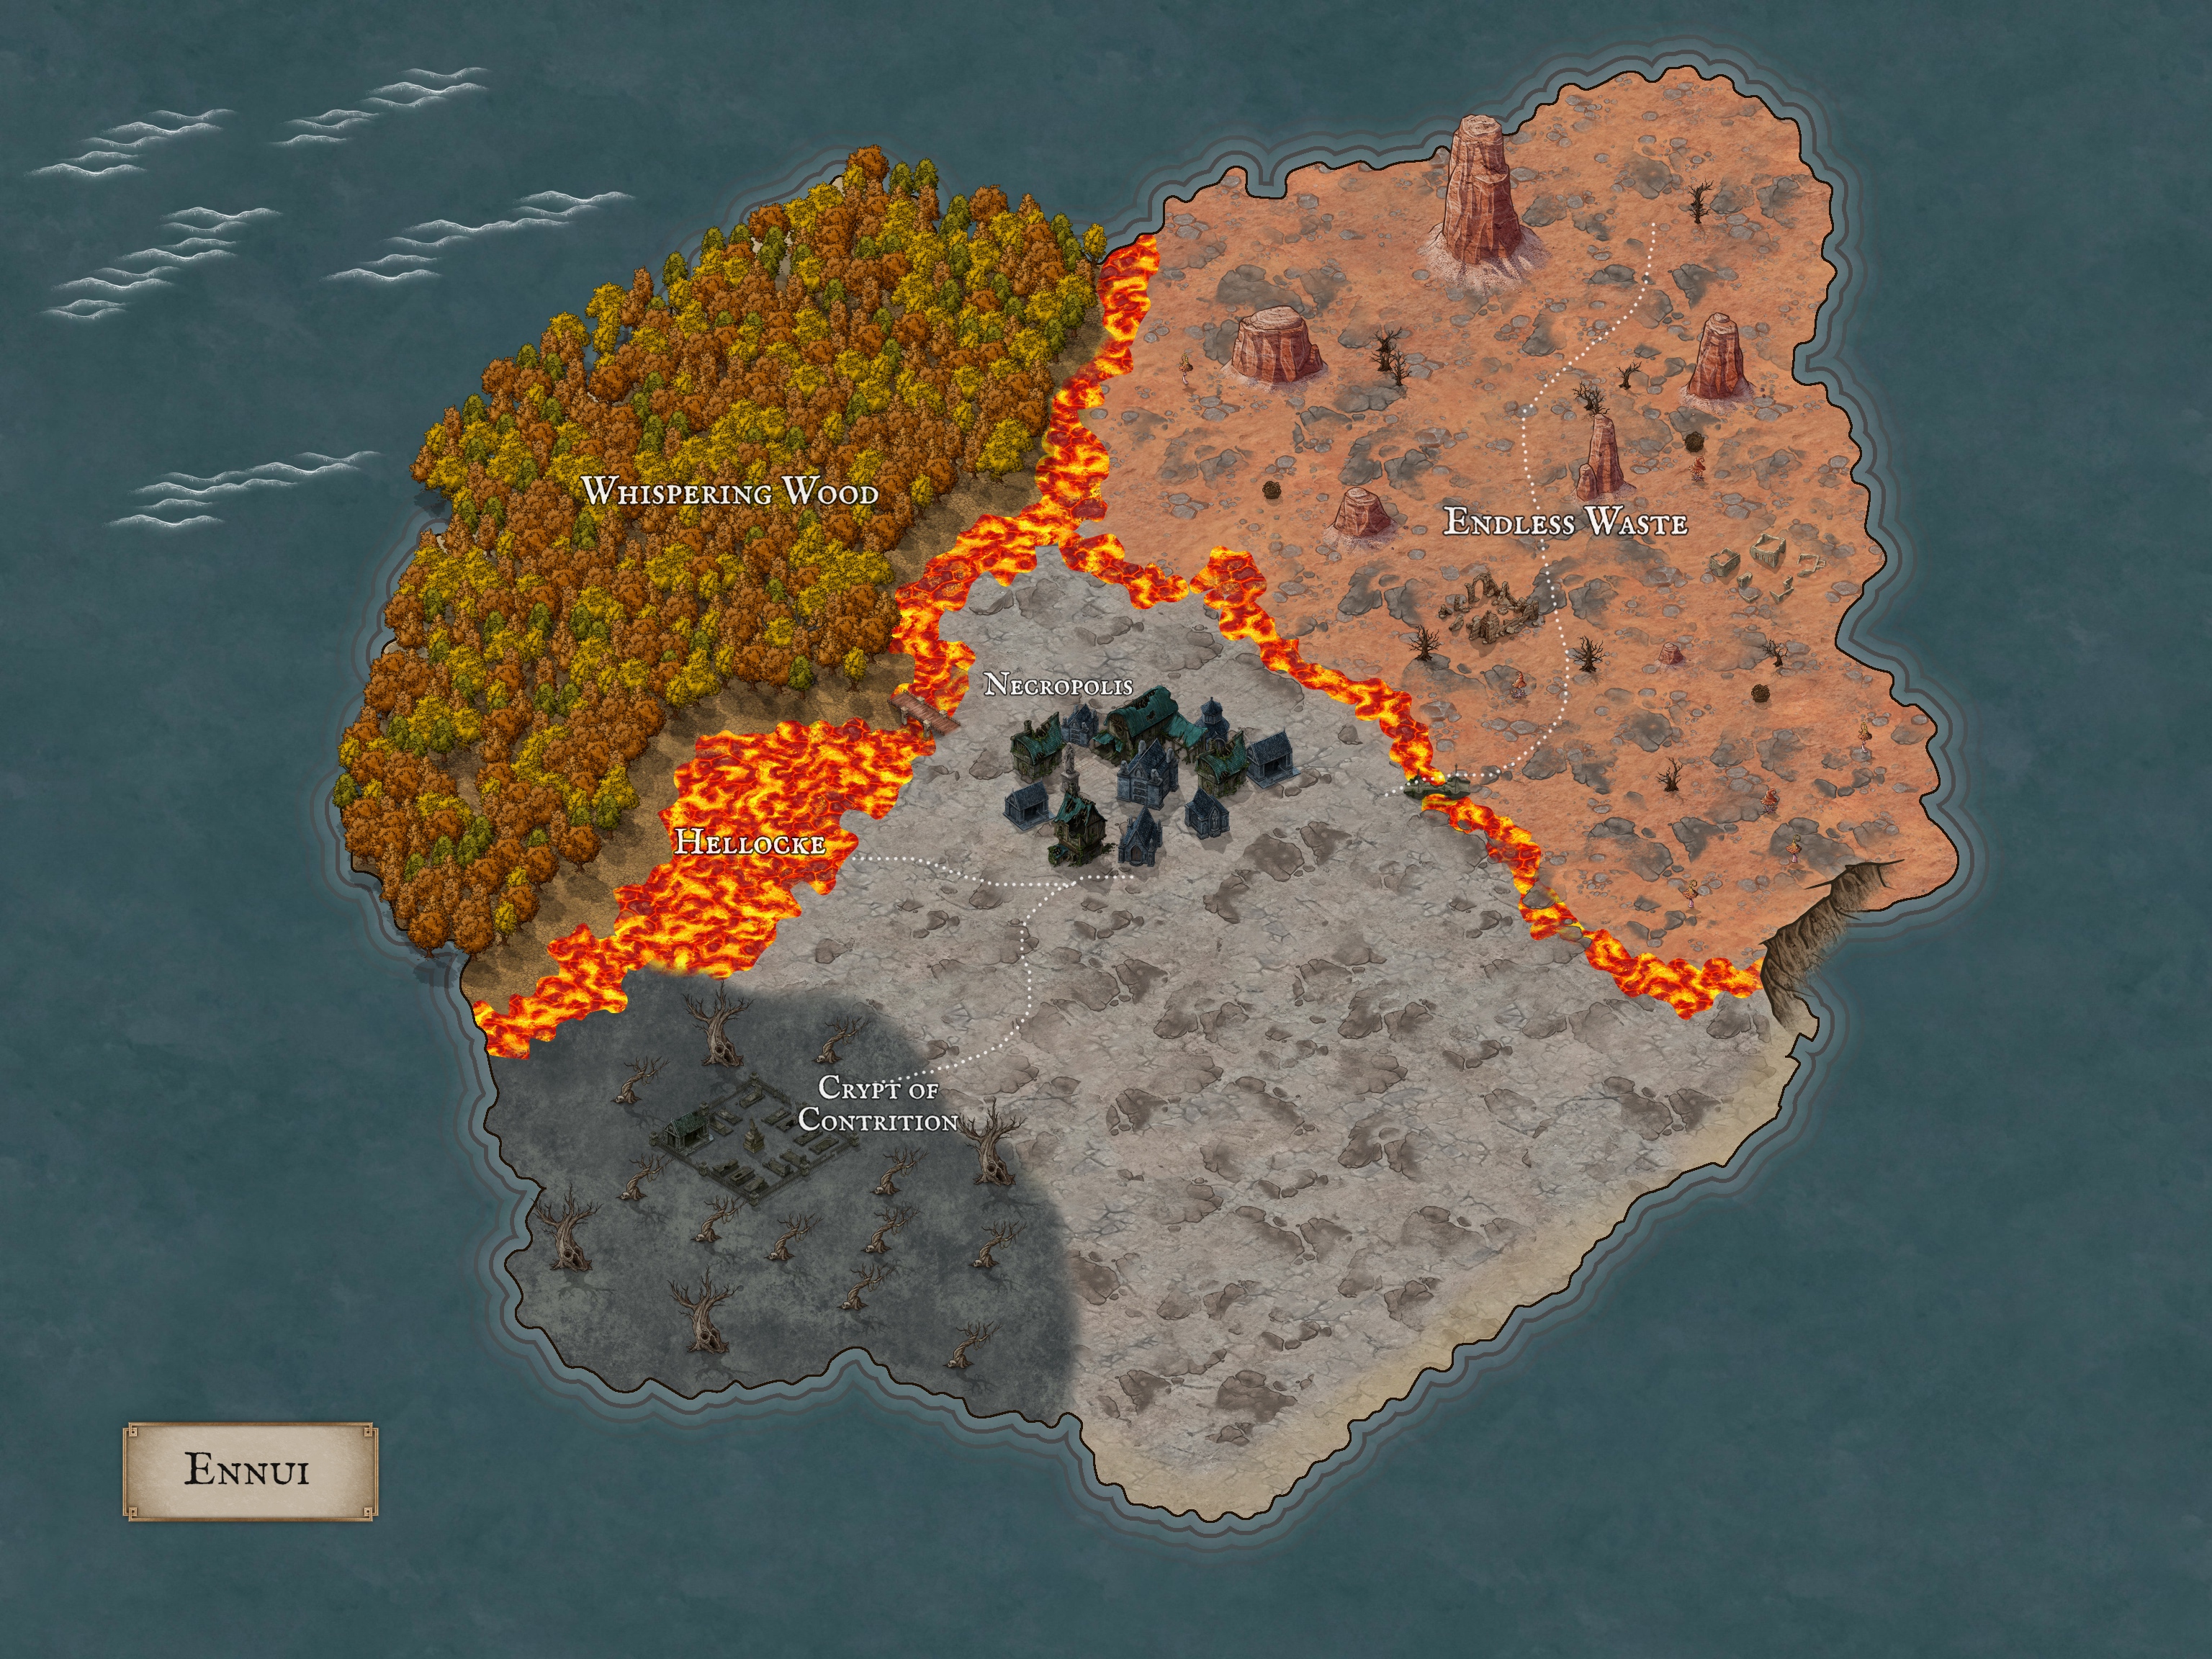 Whispering Wood
Endless Waste
Necropolis
Hellocke
Crypt of
Contrition
Ennui